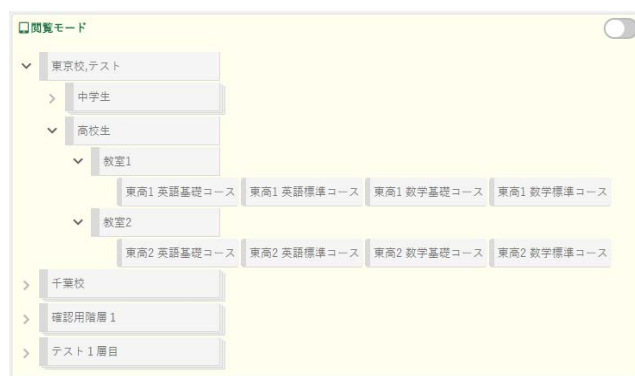 閲覧モード
東京校,テスト
中学生
高校生
教室1
東高1 英語基礎コース 東高1 英語標準コース 東高1 数学基礎コース 東高1 数学標準コース
教室2
東高2 英語基礎コース 東高2 英語標準コース 東高2 数学基礎コース 東高2 数学標準コース
千葉校
確認用階層1
テスト1層目